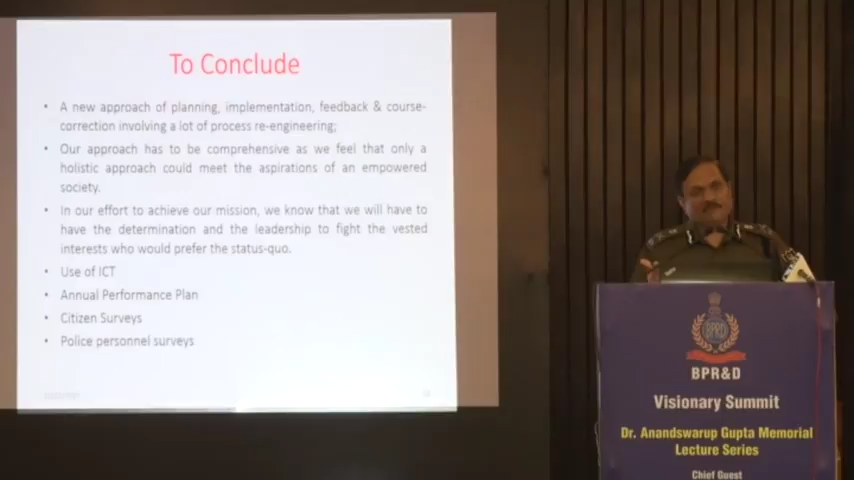 To Conclude
• A new approach of planning, implementation, feedback & course-
correction involving a lot of process re-engineering;
• Our approach has to be comprehensive as we feel that only a
holistic approach could meet the aspirations of an empowered
society.
• In our effort to achieve our mission, we know that we will have to
have the determination and the leadership to fight the vested
interests who would prefer the status-quo.
• Use of ICT
• Annual Performance Plan
• Citizen Surveys
• Police personnel surveys
BPR&D
BPR&D
Visionary Summit
Dr. Anandswarup Gupta Memorial
Lecture Series
Chief Guest